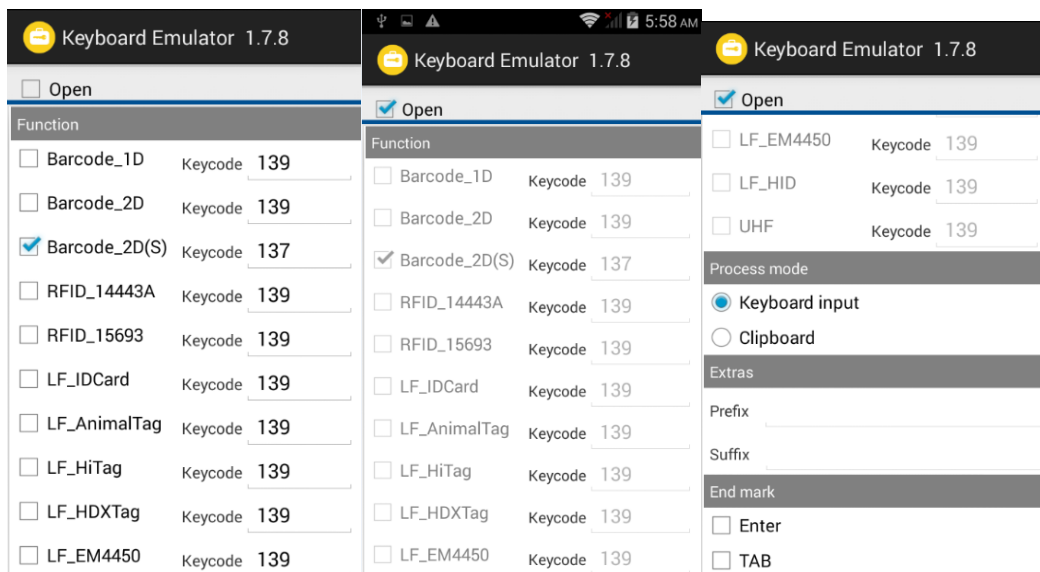 Keyboard Emulator 1.7.8
Open
Function
Barcode_1D Keycode 139
Barcode_2D Keycode 139
Barcode_2D(S) Keycode 137
RFID_14443A Keycode 139
RFID_15693 Keycode 139
LF_IDCard Keycode 139
LF_AnimalTag Keycode 139
LF_HiTag Keycode 139
LF_HDXTag Keycode 139
LF_EM4450 Keycode 139
5:58 AM
Keyboard Emulator 1.7.8
Open
Function
Barcode_1D Keycode 139
Barcode_2D Keycode 139
Barcode_2D(S) Keycode 137
RFID_14443A Keycode 139
RFID_15693 Keycode 139
LF_IDCard Keycode 139
LF_AnimalTag Keycode 139
LF_HiTag Keycode 139
LF_HDXTag Keycode 139
LF_EM4450 Keycode 139
Keyboard Emulator 1.7.8
Open
LF_EM4450 Keycode 139
LF_HID Keycode 139
UHF Keycode 139
Process mode
Keyboard input
Clipboard
Extras
Prefix
Suffix
End mark
Enter
TAB